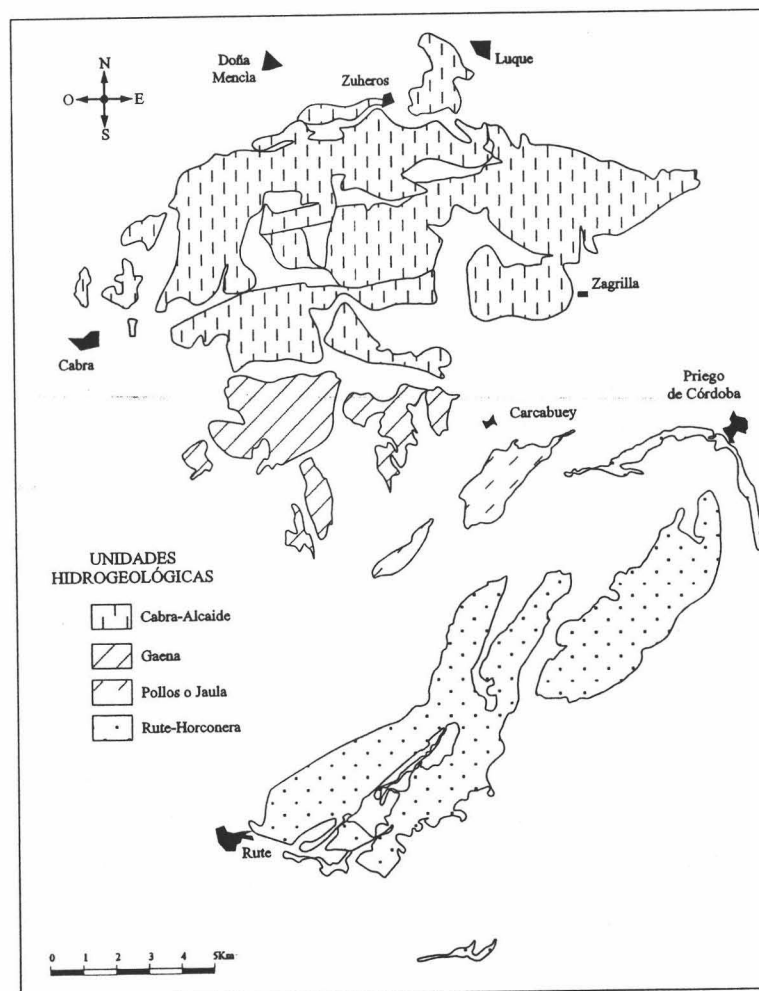 Doña
Mencìa
Luque
Zuheros
N
O
E
S
Zagrilla
Cabra
Priego
de Córdoba
Carcabuey
UNIDADES
HIDROGEOLÓGICAS
Cabra-Alcaide
Gaena
Pollos o Jaula
Rute-Horconera
Rute
0 1 2 3 4 5Km